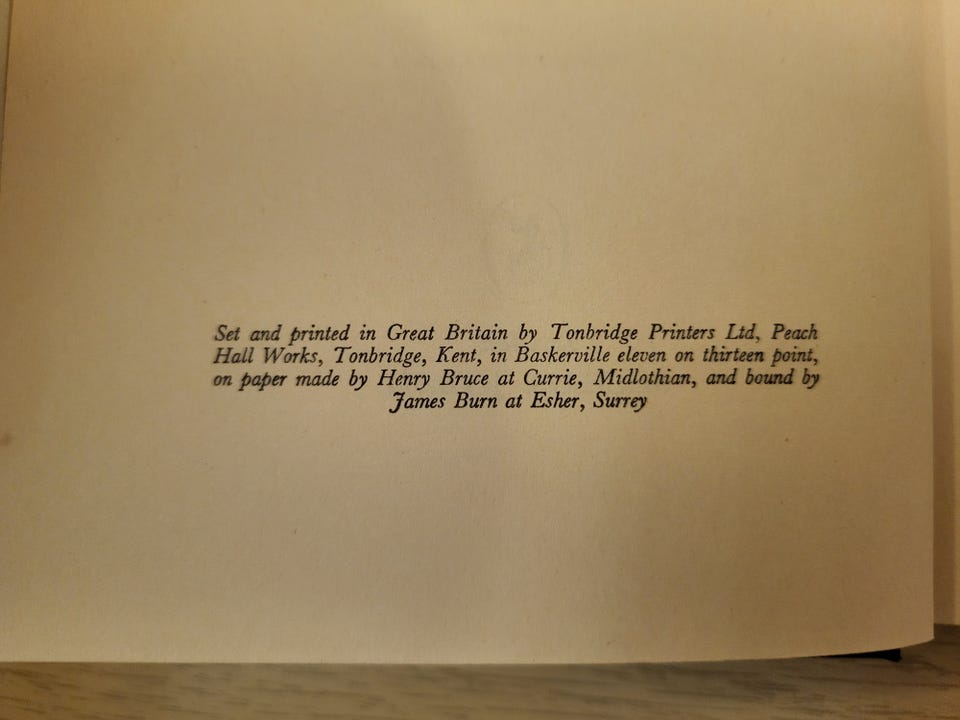 Set and printed in Great Britain by Tonbridge Printers Ltd, Peach
Hall Works, Tonbridge, Kent, in Baskerville eleven on thirteen point,
on paper made by Henry Bruce at Currie, Midlothian, and bound by
James Burn at Esher, Surrey